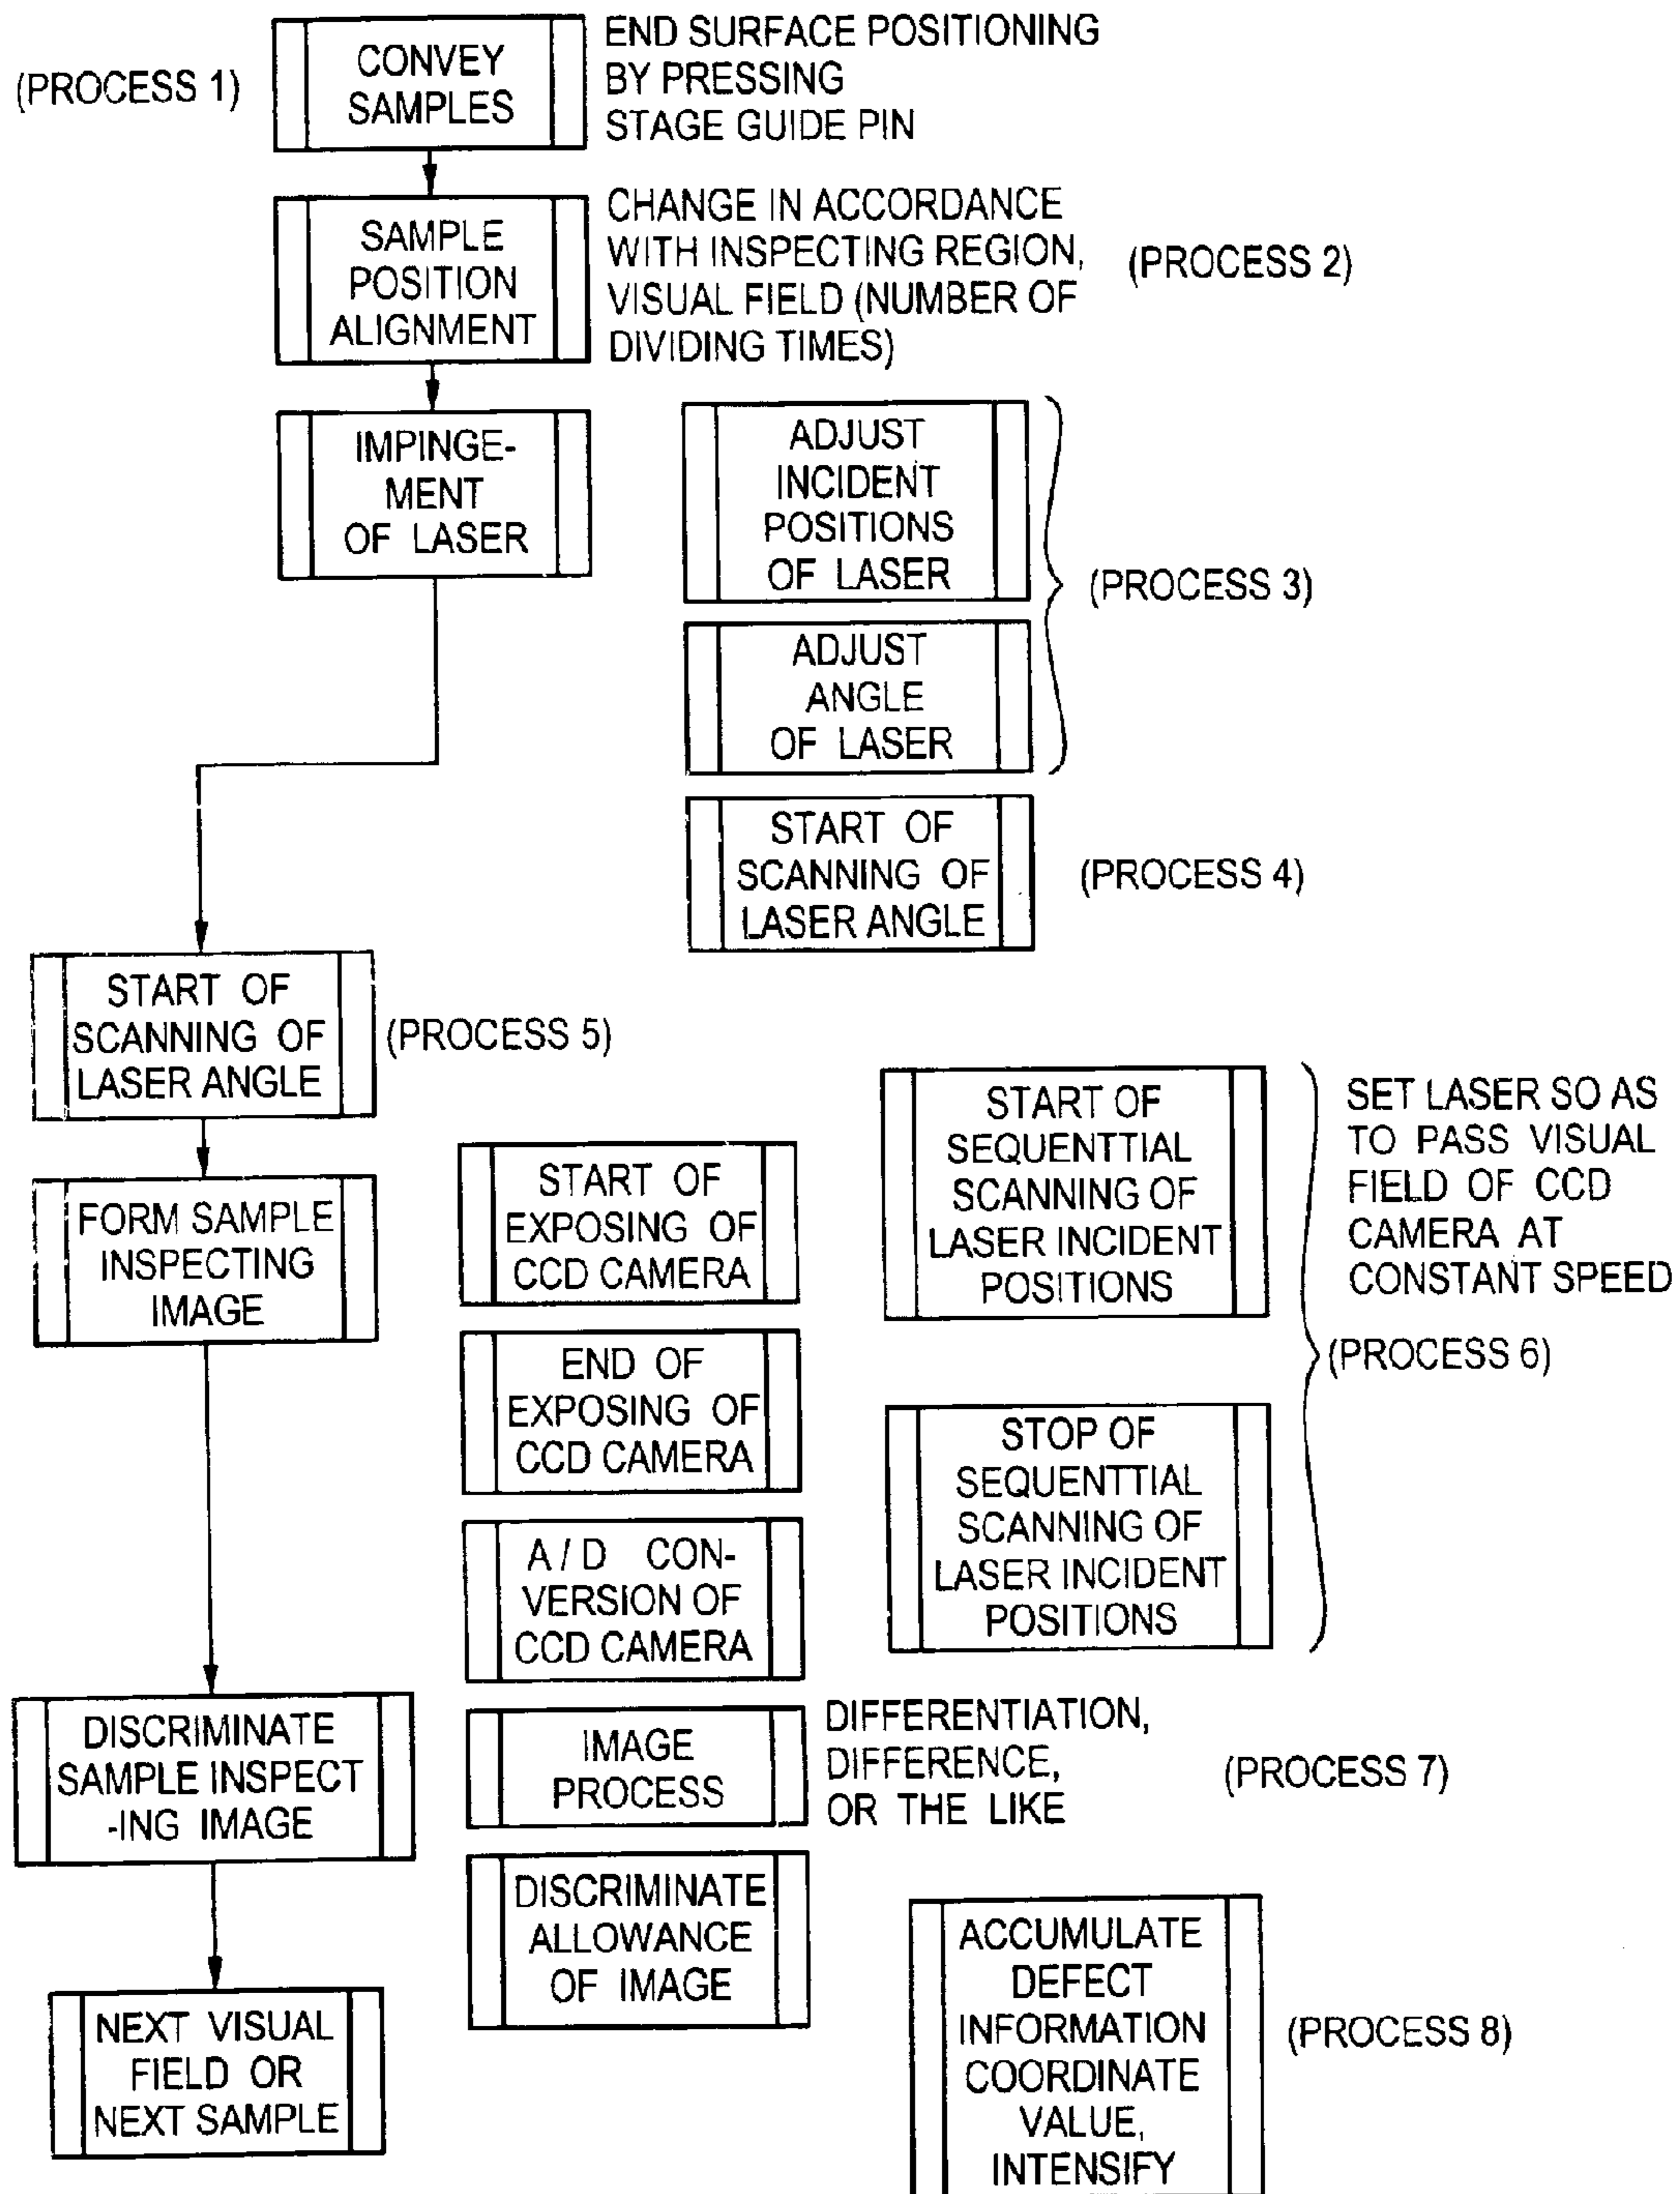 (PROCESS 1)
CONVEY
SAMPLES
END SURFACE POSITIONING
BY PRESSING
STAGE GUIDE PIN
SAMPLE
POSITION
ALIGNMENT
CHANGE IN ACCORDANCE
WITH INSPECTING REGION,
VISUAL FIELD (NUMBER OF
DIVIDING TIMES)
(PROCESS 2)
IMPINGE-
MENT
OF LASER
ADJUST
INCIDENT
POSITIONS
OF LASER
ADJUST
ANGLE
OF LASER
(PROCESS 3)
START OF
SCANNING OF
LASER ANGLE
(PROCESS 4)
START OF
SCANNING OF
LASER ANGLE
(PROCESS 5)
FORM SAMPLE
INSPECTING
IMAGE
START OF
EXPOSING OF
CCD CAMERA
END OF
EXPOSING OF
CCD CAMERA
A / D CON-
VERSION OF
CCD CAMERA
START OF
SEQUENTTIAL
SCANNING OF
LASER INCIDENT
POSITIONS
STOP OF
SEQUENTTIAL
SCANNING OF
LASER INCIDENT
POSITIONS
SET LASER SO AS
TO PASS VISUAL
FIELD OF CCD
CAMERA AT
CONSTANT SPEED
(PROCESS 6)
DISCRIMINATE
SAMPLE INSPECT
-ING IMAGE
IMAGE
PROCESS
DIFFERENTIATION,
DIFFERENCE,
OR THE LIKE
(PROCESS 7)
DISCRIMINATE
ALLOWANCE
OF IMAGE
NEXT VISUAL
FIELD OR
NEXT SAMPLE
ACCUMULATE
DEFECT
INFORMATION
COORDINATE
VALUE,
INTENSIFY
(PROCESS 8)